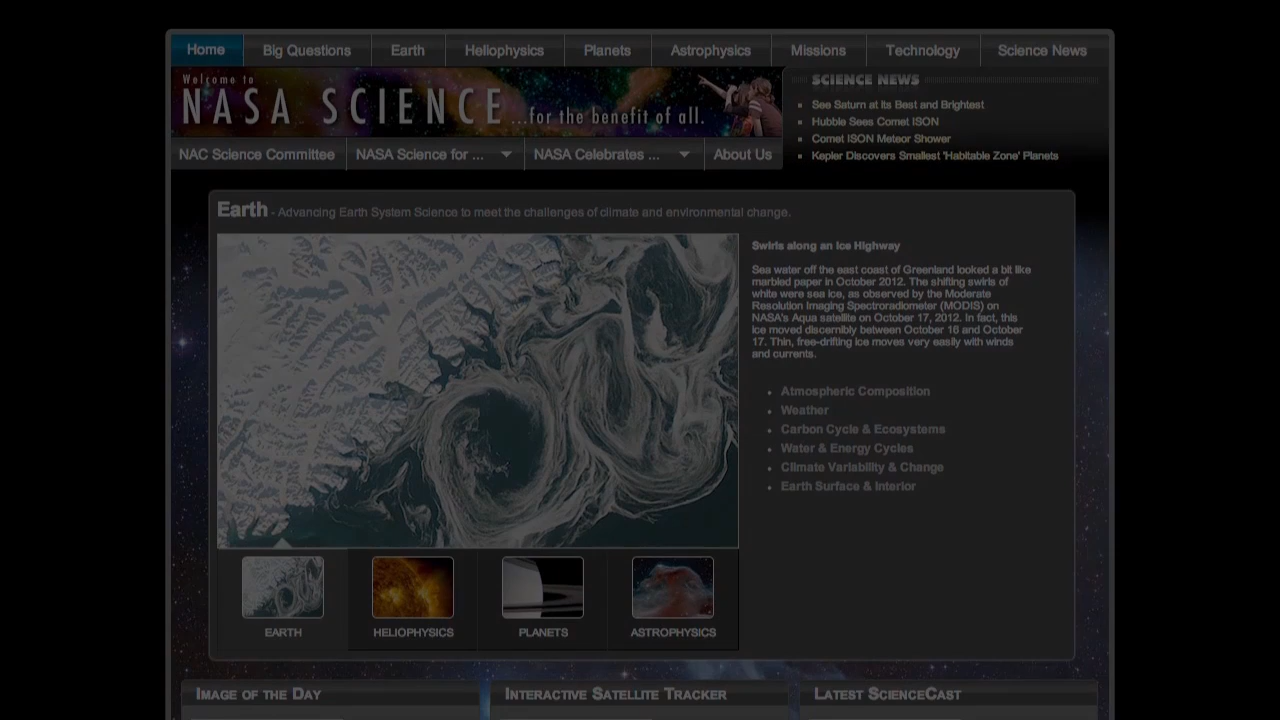 Home Big Questions Earth Heliophysics Planets Astrophysics Missions Technology Science News
Welcome to
NASA SCIENCE ...for the benefit of all.
SCIENCE NEWS
See Saturn at Its Best and Brightest
Hubble Sees Comet ISON
Comet ISON Meteor Shower
Kepler Discovers Smallest 'Habitable Zone' Planets
NAC Science Committee NASA Science for ... NASA Celebrates ... About Us
Earth - Advancing Earth System Science to meet the challenges of climate and environmental change.
Swirls along an Ice Highway
Sea water off the east coast of Greenland looked a bit like
marbled paper in October 2012. The shifting swirls of
white were sea ice, as observed by the Moderate
Resolution Imaging Spectroradiometer (MODIS) on
NASA's Aqua satellite on October 17, 2012. In fact, this
ice moved discernibly between October 16 and October
17. Thin, free-drifting ice moves very easily with winds
and currents.
Atmospheric Composition
Weather
Carbon Cycle & Ecosystems
Water & Energy Cycles
Climate Variability & Change
Earth Surface & Interior
EARTH HELIOPHYSICS PLANETS ASTROPHYSICS
IMAGE OF THE DAY INTERACTIVE SATELLITE TRACKER LATEST SCIENCECAST